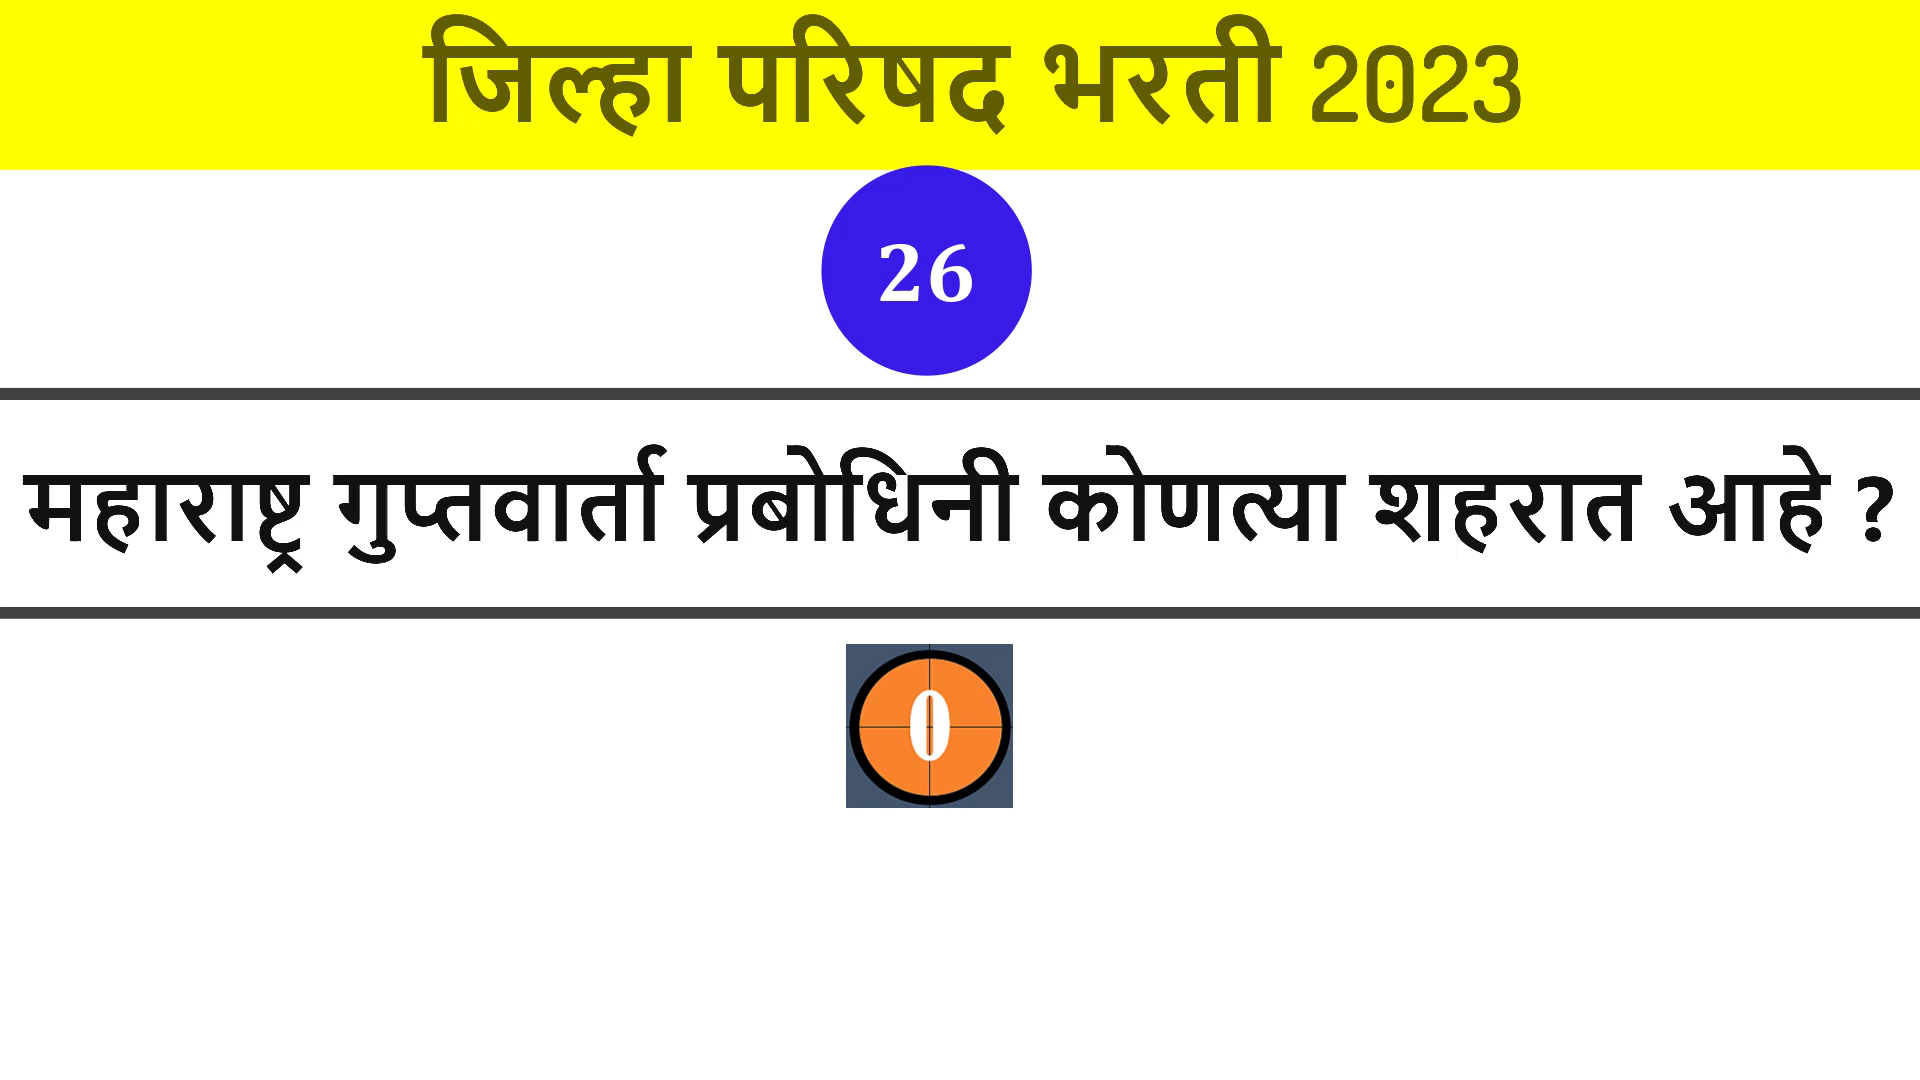 जिल्हा परिषद भरती 2023
26
महाराष्ट्र गुप्तवार्ता प्रबोधिनी कोणत्या शहरात आहे ?
0